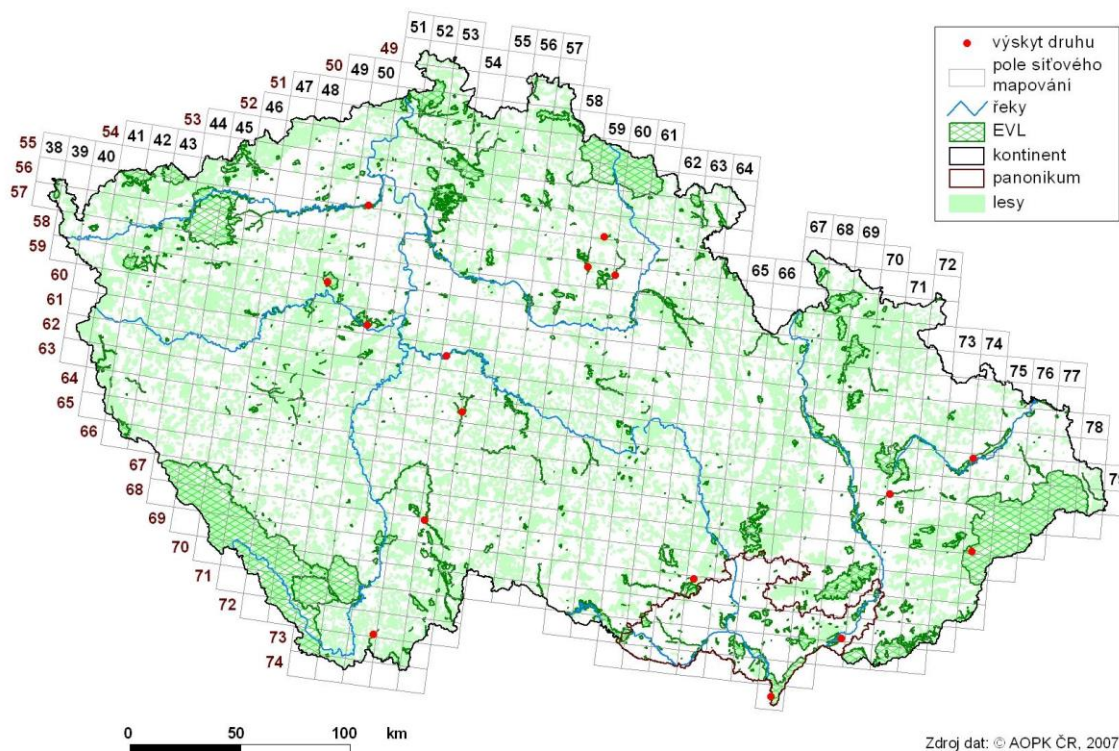 51 52 53
55 56 57
49
54
50 49 50
51 47 48
58
52 46
53 44 45
59 60 61
54 41 42 43
55 38 39 40
62 63 64
56
57
67 68 69
58
70
72
59
65 66
71
60
61
62
73 74
63
75 76 77
64
65
78
66
67
79
68
69
70
71
72
73
74
výskyt druhu
pole síťového
mapování
řeky
EVL
kontinent
panonikum
lesy
0 50 100 km
Zdroj dat: © AOPK ČR, 2007